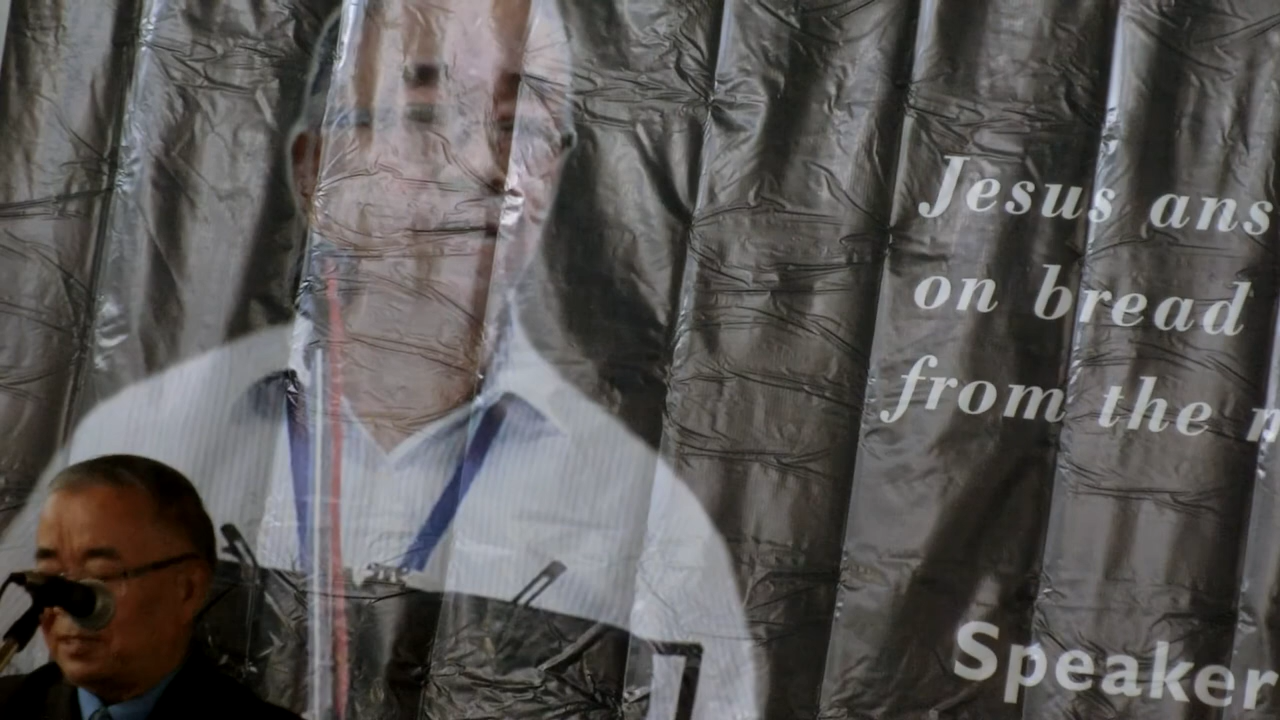 Jesus ans
on bread
from the
Speaker